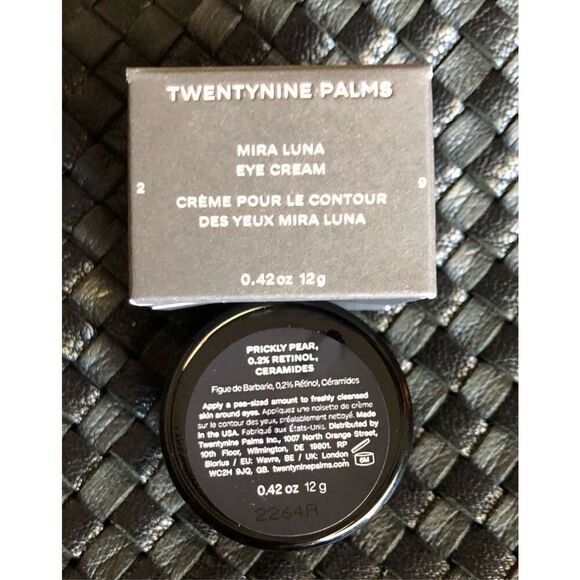 TWENTYNINE PALMS
MIRA LUNA
EYE CREAM
2 9
CRÈME POUR LE CONTOUR
DES YEUX MIRA LUNA
0.42 oz 12 g
PRICKLY PEAR,
0.2% RETINOL,
CERAMIDES
Figue de Barbarie, 0,2% Rétinol, Céramides
Apply a pea-sized amount to freshly cleansed
skin around eyes. Appliquez une noisette de crème
sur le contour des yeux, préalablement nettoyé. Made
in the USA. Fabriqué aux États-Unis. Distributed by
Twentynine Palms Inc., 1007 North Orange Street,
10th Floor, Wilmington, DE 19801. RP
Biorius / EU: Wavre, BE / UK: London
WC2H 9JQ, GB. twentyninepalms.com
6M
0.42 oz 12 g
2264A